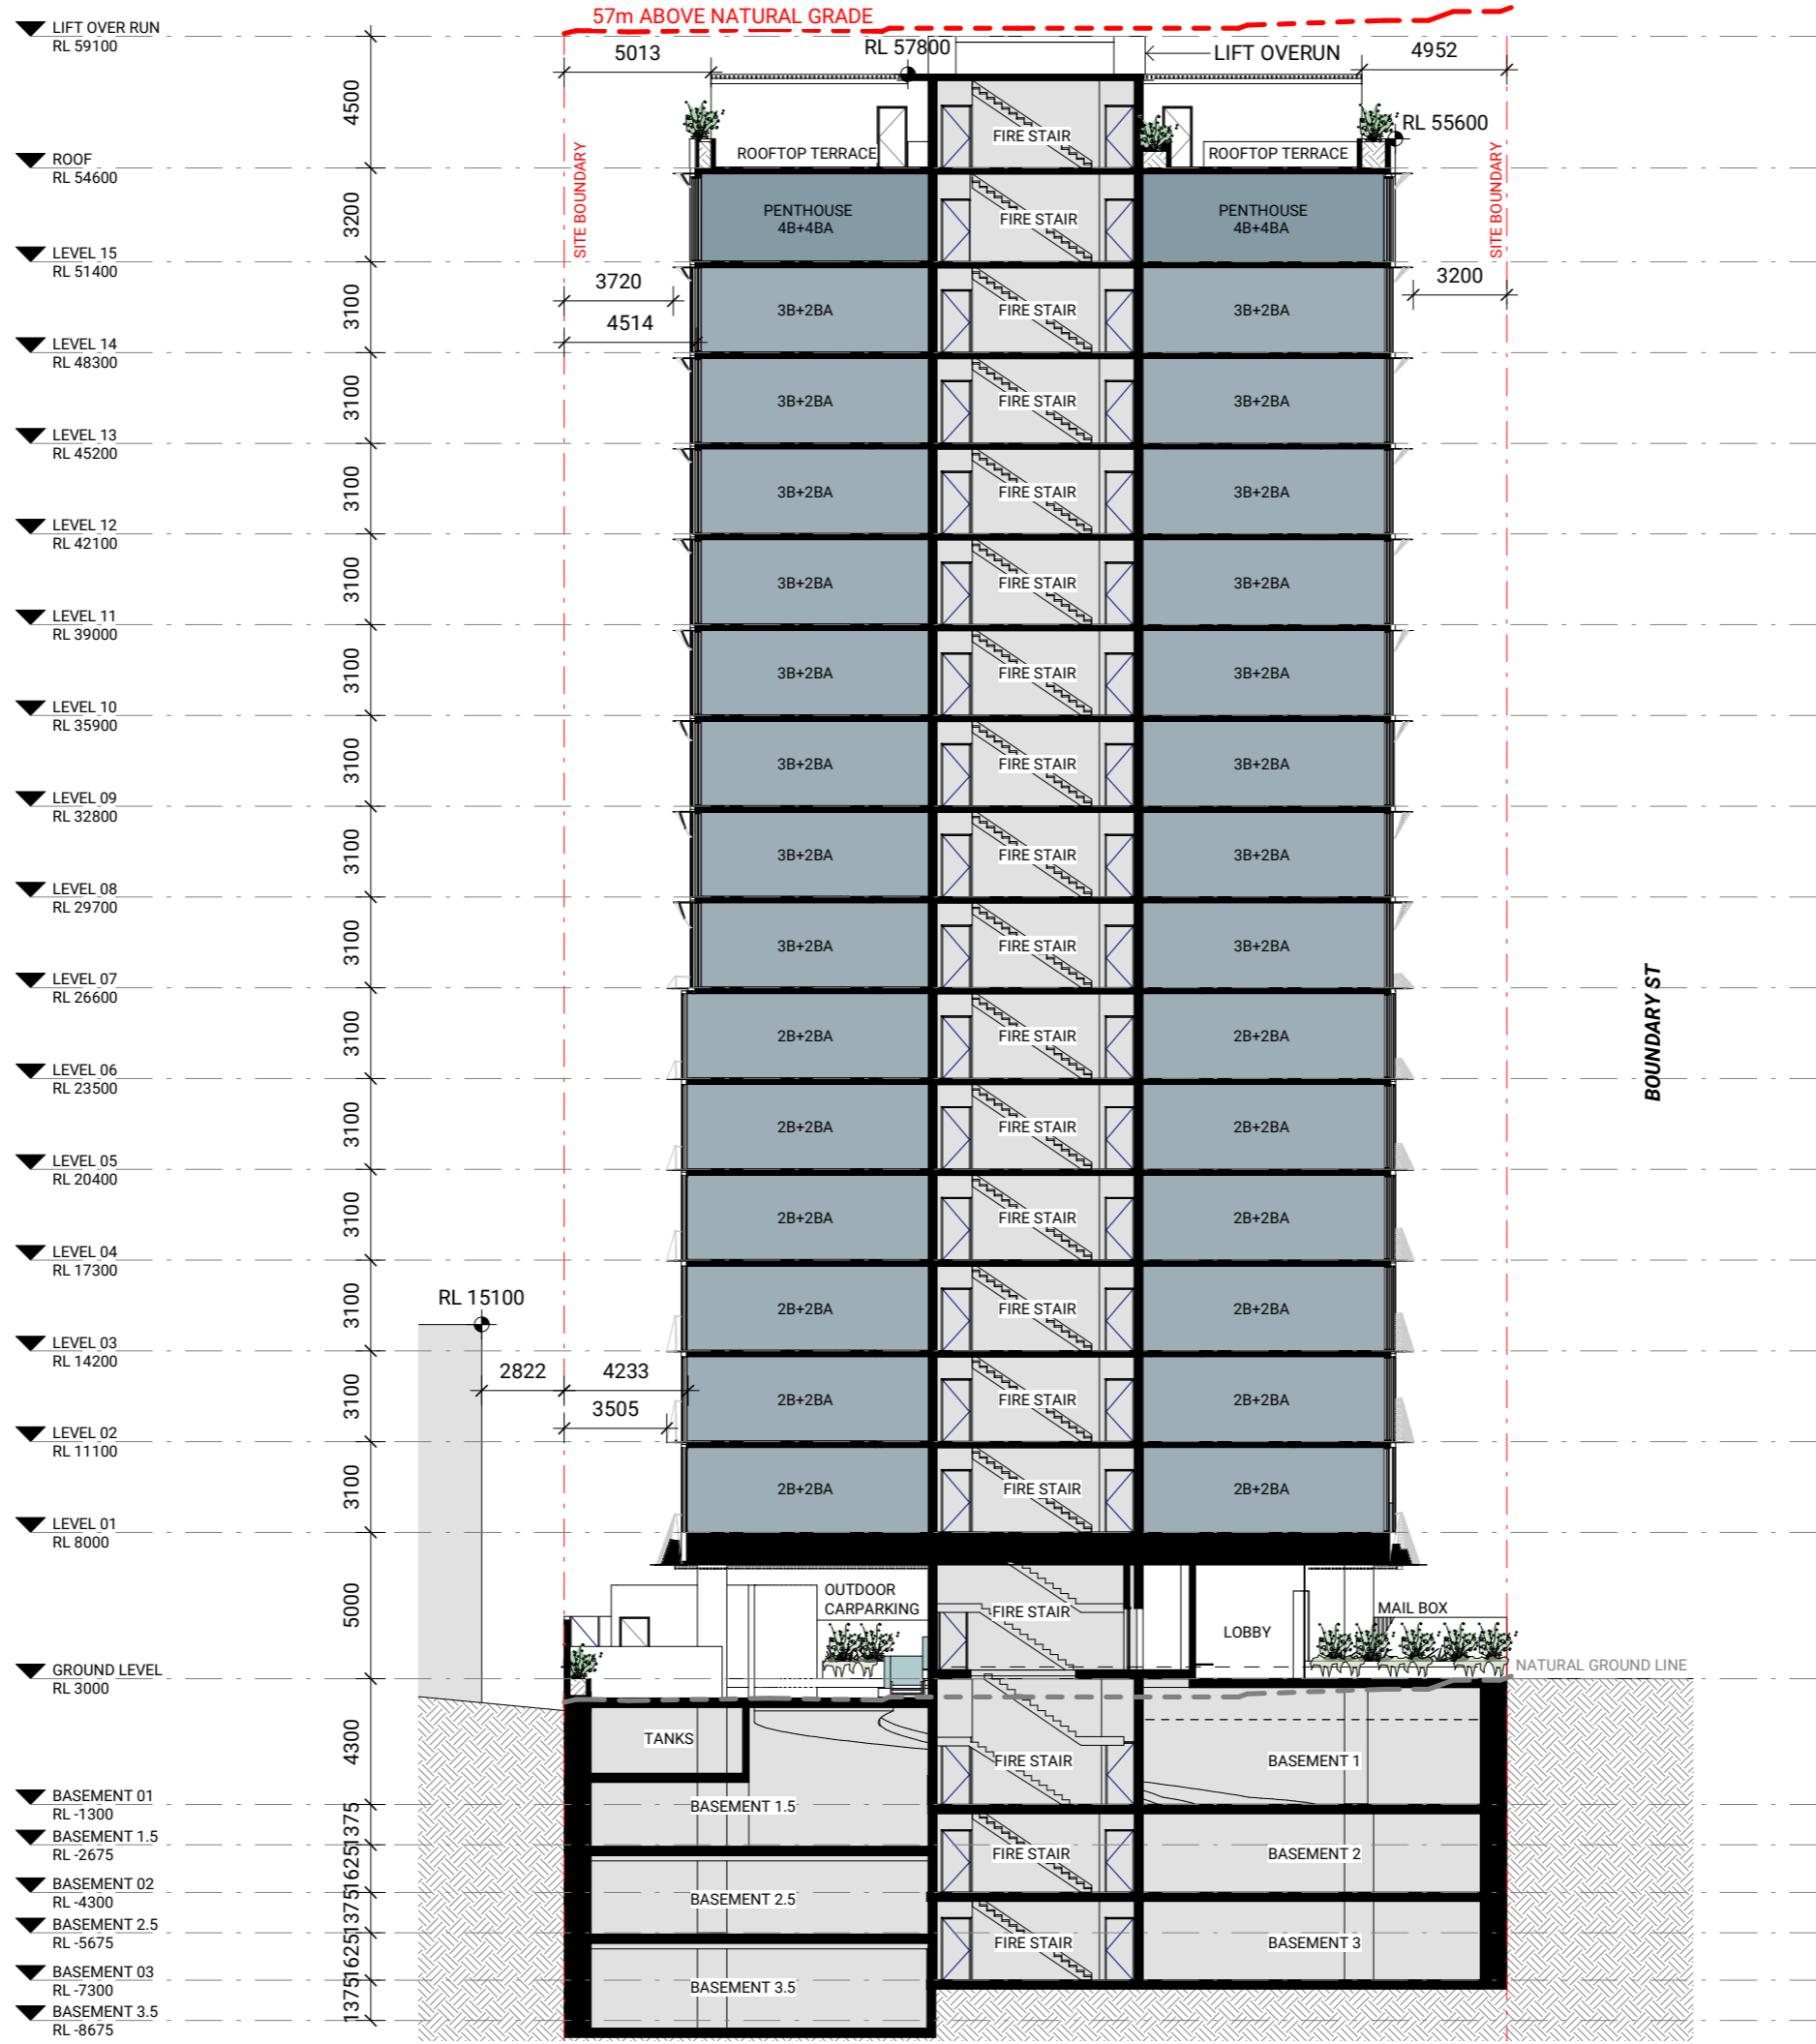 57m ABOVE NATURAL GRADE
LIFT OVER RUN
RL 59100
5013
RL 57800
LIFT OVERUN
4952
4500
FIRE STAIR
RL 55600
ROOFTOP TERRACE
ROOFTOP TERRACE
ROOF
RL 54600
SITE BOUNDARY
SITE BOUNDARY
3200
PENTHOUSE
4B+4BA
FIRE STAIR
PENTHOUSE
4B+4BA
LEVEL 15
RL 51400
3720
3200
3100
3B+2BA
FIRE STAIR
3B+2BA
4514
LEVEL 14
RL 48300
3100
3B+2BA
FIRE STAIR
3B+2BA
LEVEL 13
RL 45200
3100
3B+2BA
FIRE STAIR
3B+2BA
LEVEL 12
RL 42100
3100
3B+2BA
FIRE STAIR
3B+2BA
LEVEL 11
RL 39000
3100
3B+2BA
FIRE STAIR
3B+2BA
LEVEL 10
RL 35900
3100
3B+2BA
FIRE STAIR
3B+2BA
LEVEL 09
RL 32800
3100
3B+2BA
FIRE STAIR
3B+2BA
LEVEL 08
RL 29700
3100
3B+2BA
FIRE STAIR
3B+2BA
LEVEL 07
RL 26600
3100
2B+2BA
FIRE STAIR
2B+2BA
BOUNDARY ST
LEVEL 06
RL 23500
3100
2B+2BA
FIRE STAIR
2B+2BA
LEVEL 05
RL 20400
3100
2B+2BA
FIRE STAIR
2B+2BA
LEVEL 04
RL 17300
RL 15100
3100
2B+2BA
FIRE STAIR
2B+2BA
LEVEL 03
RL 14200
2822
4233
3100
2B+2BA
FIRE STAIR
2B+2BA
3505
LEVEL 02
RL 11100
3100
2B+2BA
FIRE STAIR
2B+2BA
LEVEL 01
RL 8000
5000
OUTDOOR
CARPARKING
FIRE STAIR
LOBBY
MAIL BOX
GROUND LEVEL
RL 3000
NATURAL GROUND LINE
4300
TANKS
FIRE STAIR
BASEMENT 1
BASEMENT 01
RL -1300
1375
BASEMENT 1.5
BASEMENT 1.5
RL -2675
1625
FIRE STAIR
BASEMENT 2
BASEMENT 02
RL -4300
1375
BASEMENT 2.5
BASEMENT 2.5
RL -5675
1625
FIRE STAIR
BASEMENT 3
BASEMENT 03
RL -7300
1375
BASEMENT 3.5
BASEMENT 3.5
RL -8675